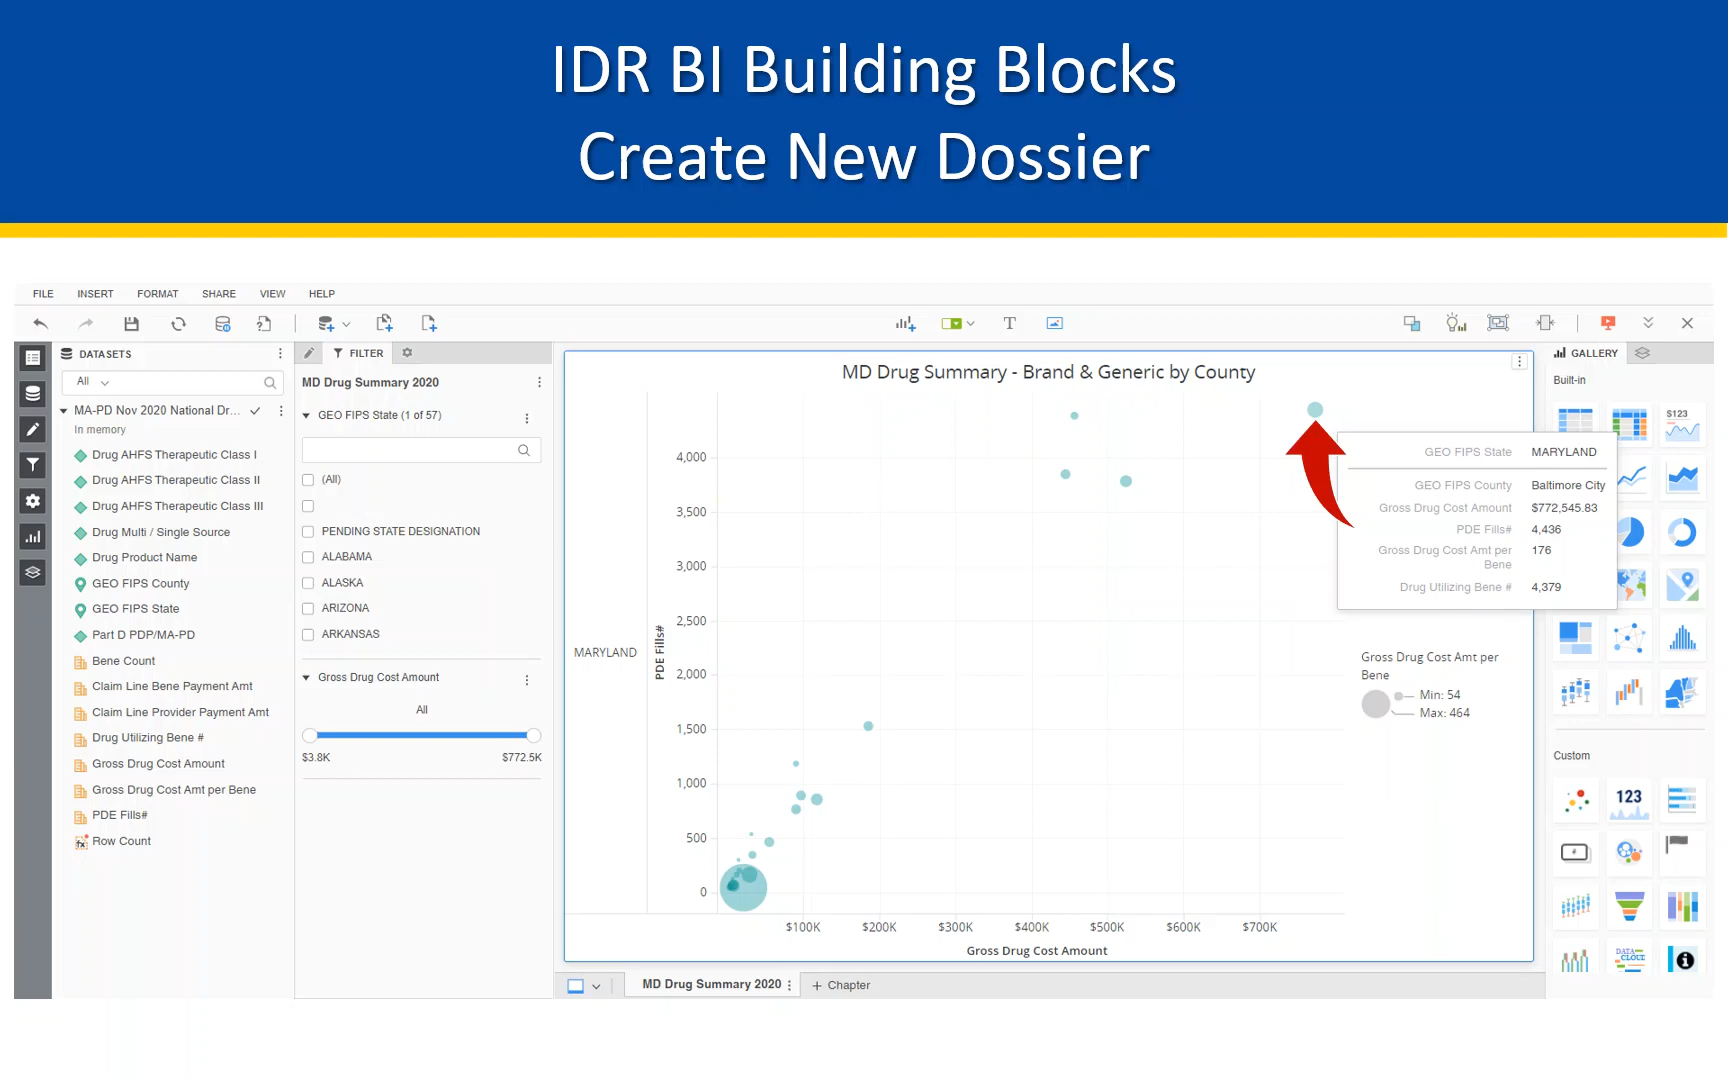 IDR BI Building Blocks
Create New Dossier
FILE INSERT FORMAT SHARE VIEW HELP
DATASETS
All
MA-PD Nov 2020 National Dr...
In memory
Drug AHFS Therapeutic Class I
Drug AHFS Therapeutic Class II
Drug AHFS Therapeutic Class III
Drug Multi / Single Source
Drug Product Name
GEO FIPS County
GEO FIPS State
Part D PDP/MA-PD
Bene Count
Claim Line Bene Payment Amt
Claim Line Provider Payment Amt
Drug Utilizing Bene #
Gross Drug Cost Amount
Gross Drug Cost Amt per Bene
PDE Fills#
fx Row Count
FILTER
MD Drug Summary 2020
GEO FIPS State (1 of 57)
(All)
PENDING STATE DESIGNATION
ALABAMA
ALASKA
ARIZONA
ARKANSAS
Gross Drug Cost Amount
All
$3.8K $772.5K
MD Drug Summary - Brand & Generic by County
MARYLAND
PDE Fills#
4,000
3,500
3,000
2,500
2,000
1,500
1,000
500
0
$100K $200K $300K $400K $500K $600K $700K
Gross Drug Cost Amount
GEO FIPS State MARYLAND
GEO FIPS County Baltimore City
Gross Drug Cost Amount $772,545.83
PDE Fills# 4,436
Gross Drug Cost Amt per 176
Bene
Drug Utilizing Bene # 4,379
Gross Drug Cost Amt per
Bene
Min: 54
Max: 464
MD Drug Summary 2020
+ Chapter
GALLERY
Built-in
$123
Custom
123
#
DATA
CLOUD